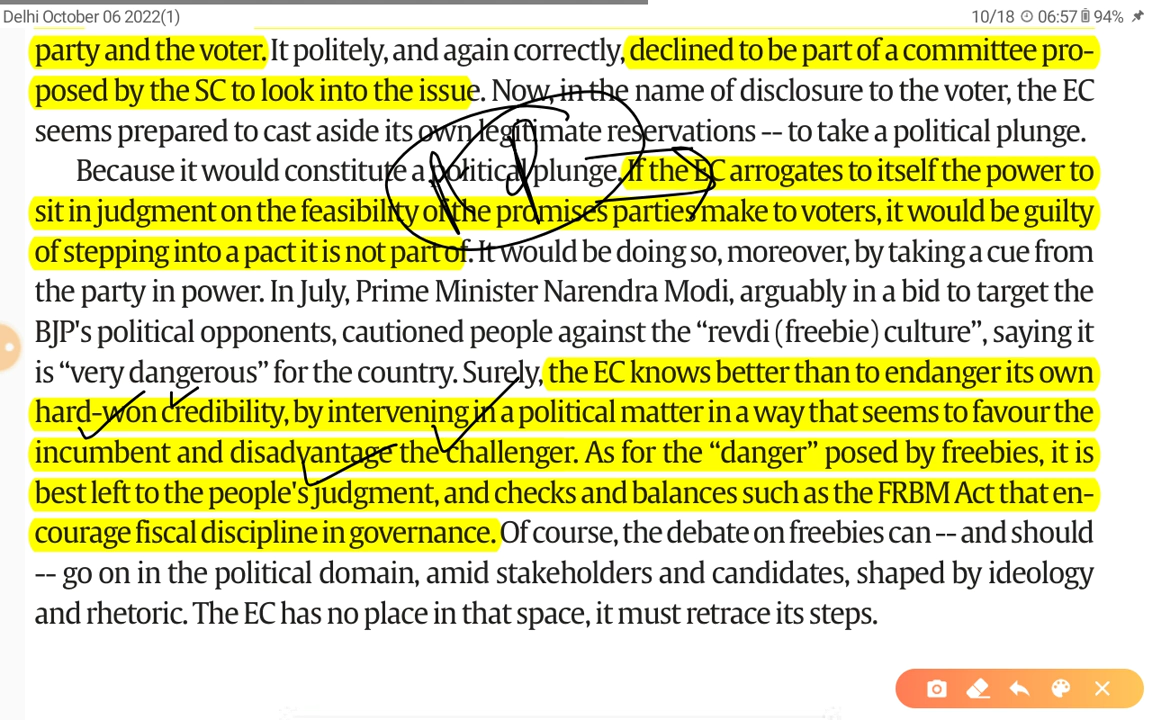 Delhi October 06 2022(1)
10/18 06:57 94%
party and the voter. It politely, and again correctly, declined to be part of a committee pro-
posed by the SC to look into the issue. Now, in the name of disclosure to the voter, the EC
seems prepared to cast aside its own legitimate reservations -- to take a political plunge.
Because it would constitute a political plunge. If the EC arrogates to itself the power to
sit in judgment on the feasibility of the promises parties make to voters, it would be guilty
of stepping into a pact it is not part of. It would be doing so, moreover, by taking a cue from
the party in power. In July, Prime Minister Narendra Modi, arguably in a bid to target the
BJP's political opponents, cautioned people against the “revdi (freebie) culture”, saying it
is “very dangerous” for the country. Surely, the EC knows better than to endanger its own
hard-won credibility, by intervening in a political matter in a way that seems to favour the
incumbent and disadvantage the challenger. As for the “danger” posed by freebies, it is
best left to the people's judgment, and checks and balances such as the FRBM Act that en-
courage fiscal discipline in governance. Of course, the debate on freebies can -- and should
-- go on in the political domain, amid stakeholders and candidates, shaped by ideology
and rhetoric. The EC has no place in that space, it must retrace its steps.